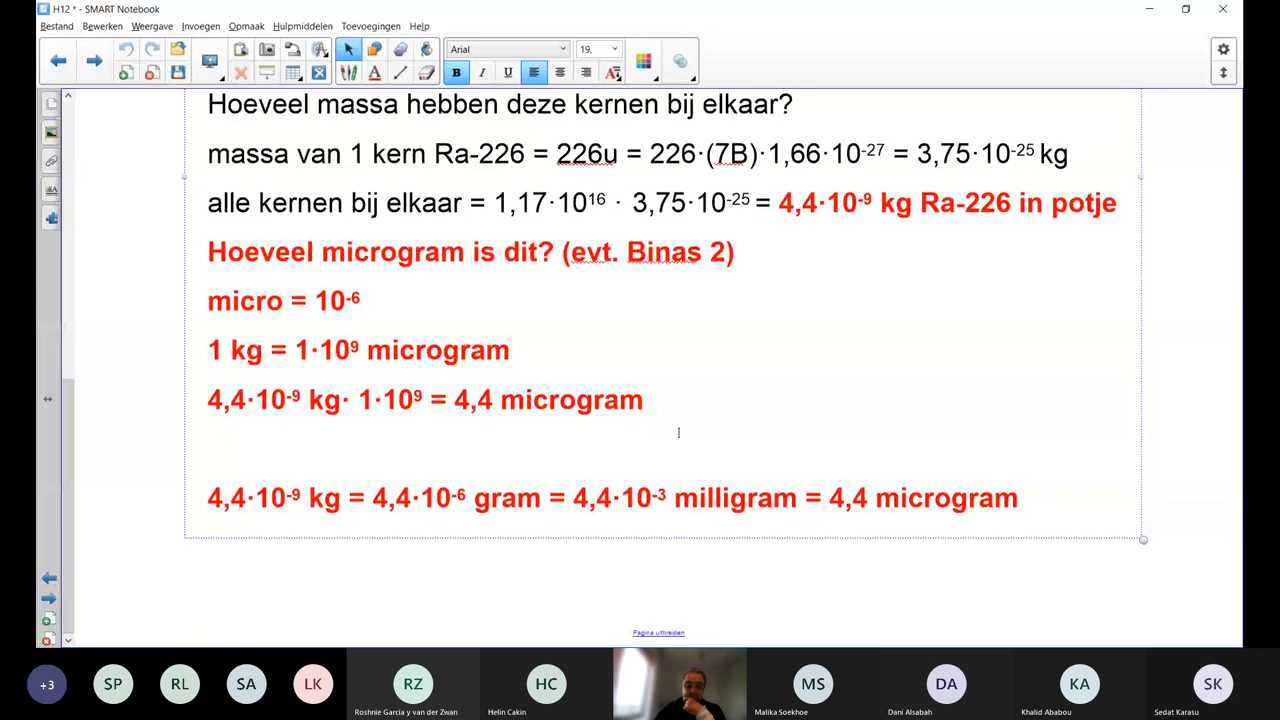 H12 * - SMART Notebook
Bestand Bewerken Weergave Invoegen Opmaak Hulpmiddelen Toevoegingen Help
Arial 19,
B I U
Hoeveel massa hebben deze kernen bij elkaar?
massa van 1 kern Ra-226 = 226u = 226·(7B)·1,66·10⁻²⁷ = 3,75·10⁻²⁵ kg
alle kernen bij elkaar = 1,17·10¹⁶ · 3,75·10⁻²⁵ = 4,4·10⁻⁹ kg Ra-226 in potje
Hoeveel microgram is dit? (evt. Binas 2)
micro = 10⁻⁶
1 kg = 1·10⁹ microgram
4,4·10⁻⁹ kg· 1·10⁹ = 4,4 microgram
4,4·10⁻⁹ kg = 4,4·10⁻⁶ gram = 4,4·10⁻³ milligram = 4,4 microgram
Pagina uitbreiden
+3 SP RL SA LK RZ HC MS DA KA SK
Roshnie Garcia y van der Zwan Helin Cakin Malika Soekhoe Dani Alsabah Khalid Ababou Sedat Karasu